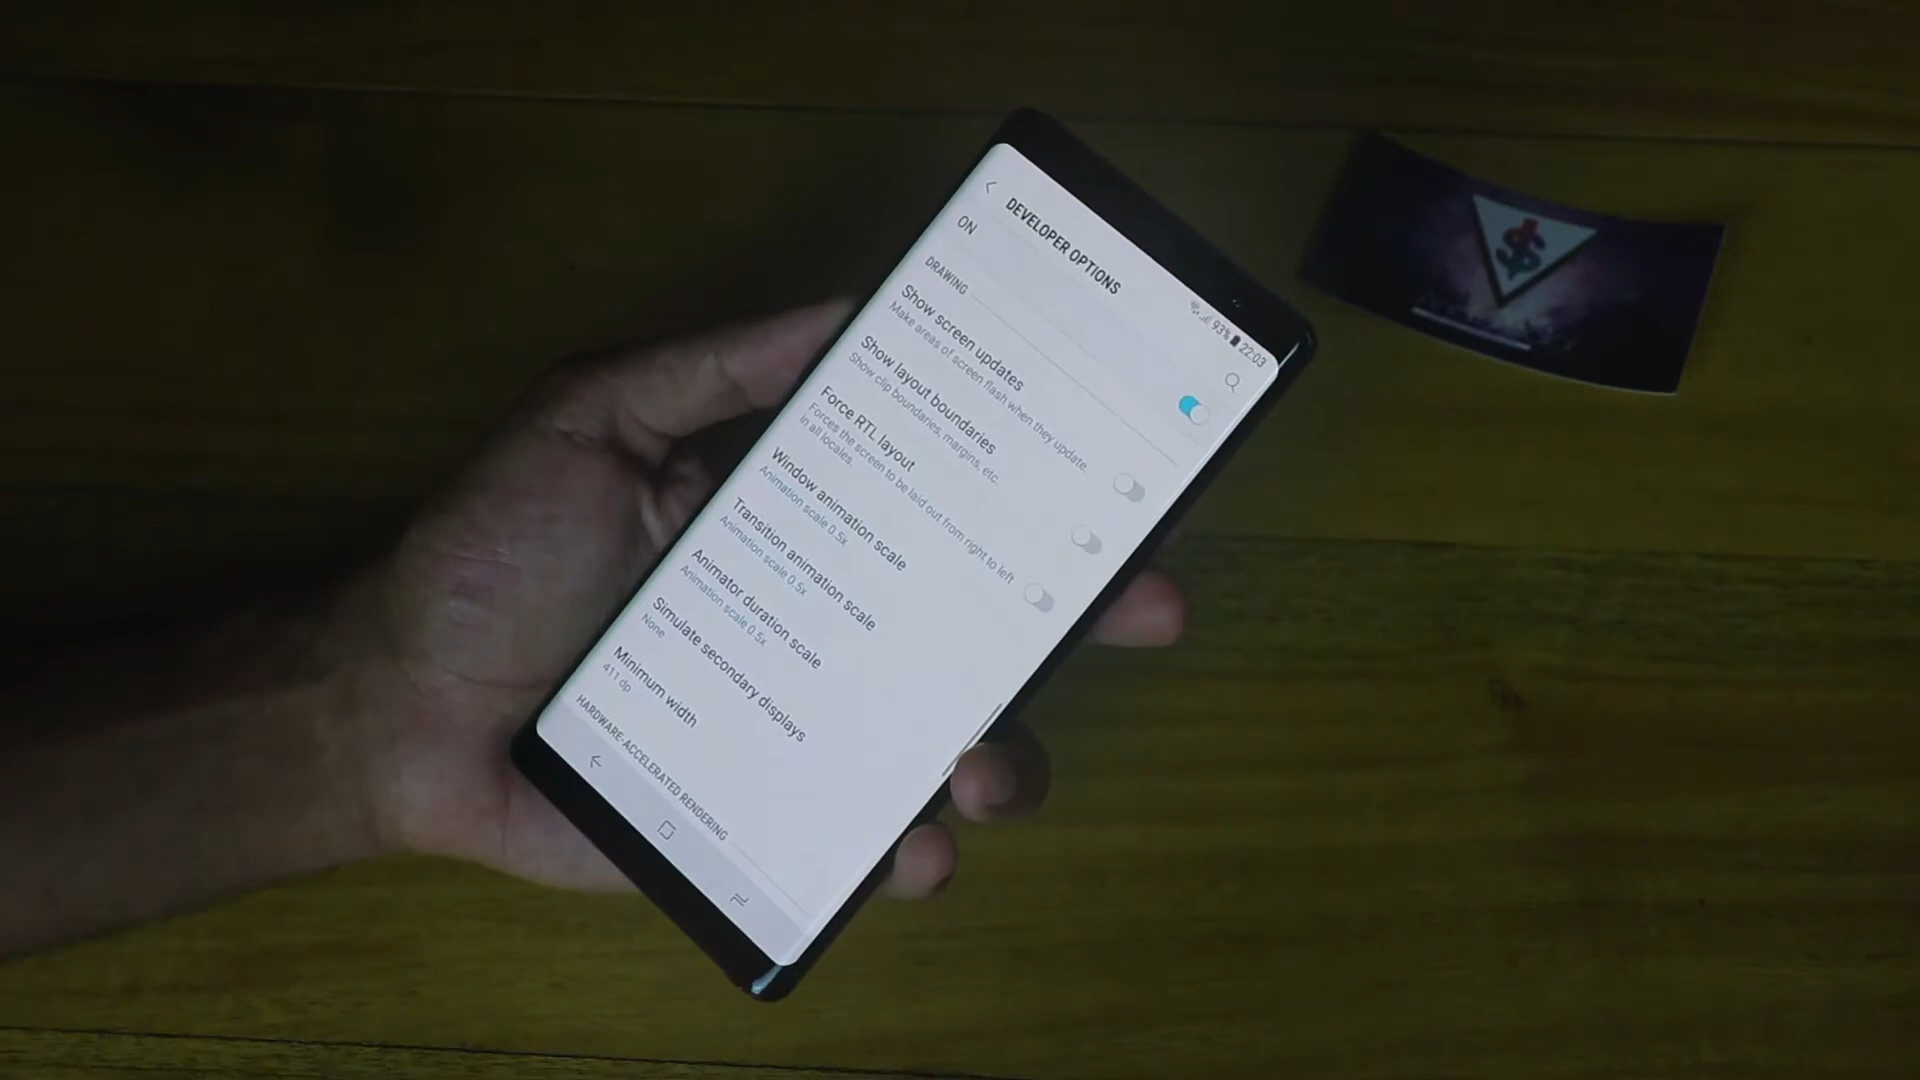 DEVELOPER OPTIONS
93% 22:03
ON
DRAWING
Show screen updates
Make areas of screen flash when they update.
Show layout boundaries
Show clip boundaries, margins, etc.
Force RTL layout
Forces the screen to be laid out from right to left
in all locales.
Window animation scale
Animation scale 0.5x
Transition animation scale
Animation scale 0.5x
Animator duration scale
Animation scale 0.5x
Simulate secondary displays
None
Minimum width
411 dp
HARDWARE-ACCELERATED RENDERING
$